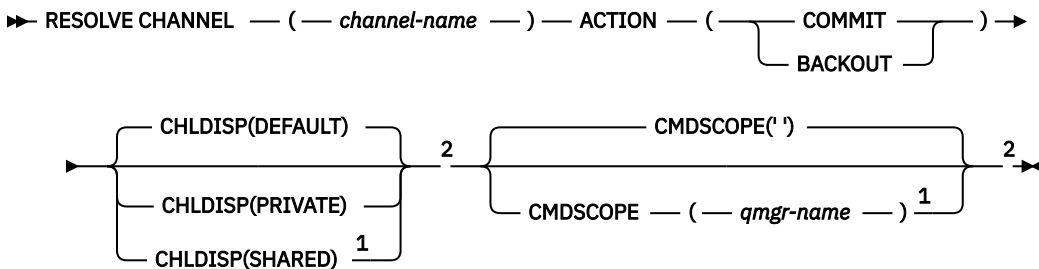 RESOLVE CHANNEL ( channel-name ) ACTION ( COMMIT )
BACKOUT
CHLDISP(DEFAULT) CMDSCOPE(' ')
2 2
CHLDISP(PRIVATE) CMDSCOPE ( qmgr-name ) 1
CHLDISP(SHARED) 1